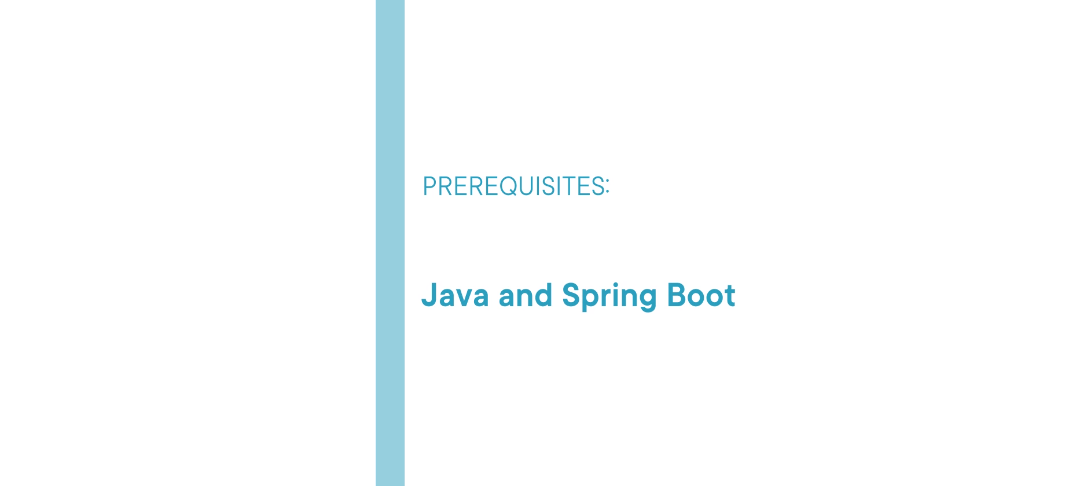 PREREQUISITES:
Java and Spring Boot